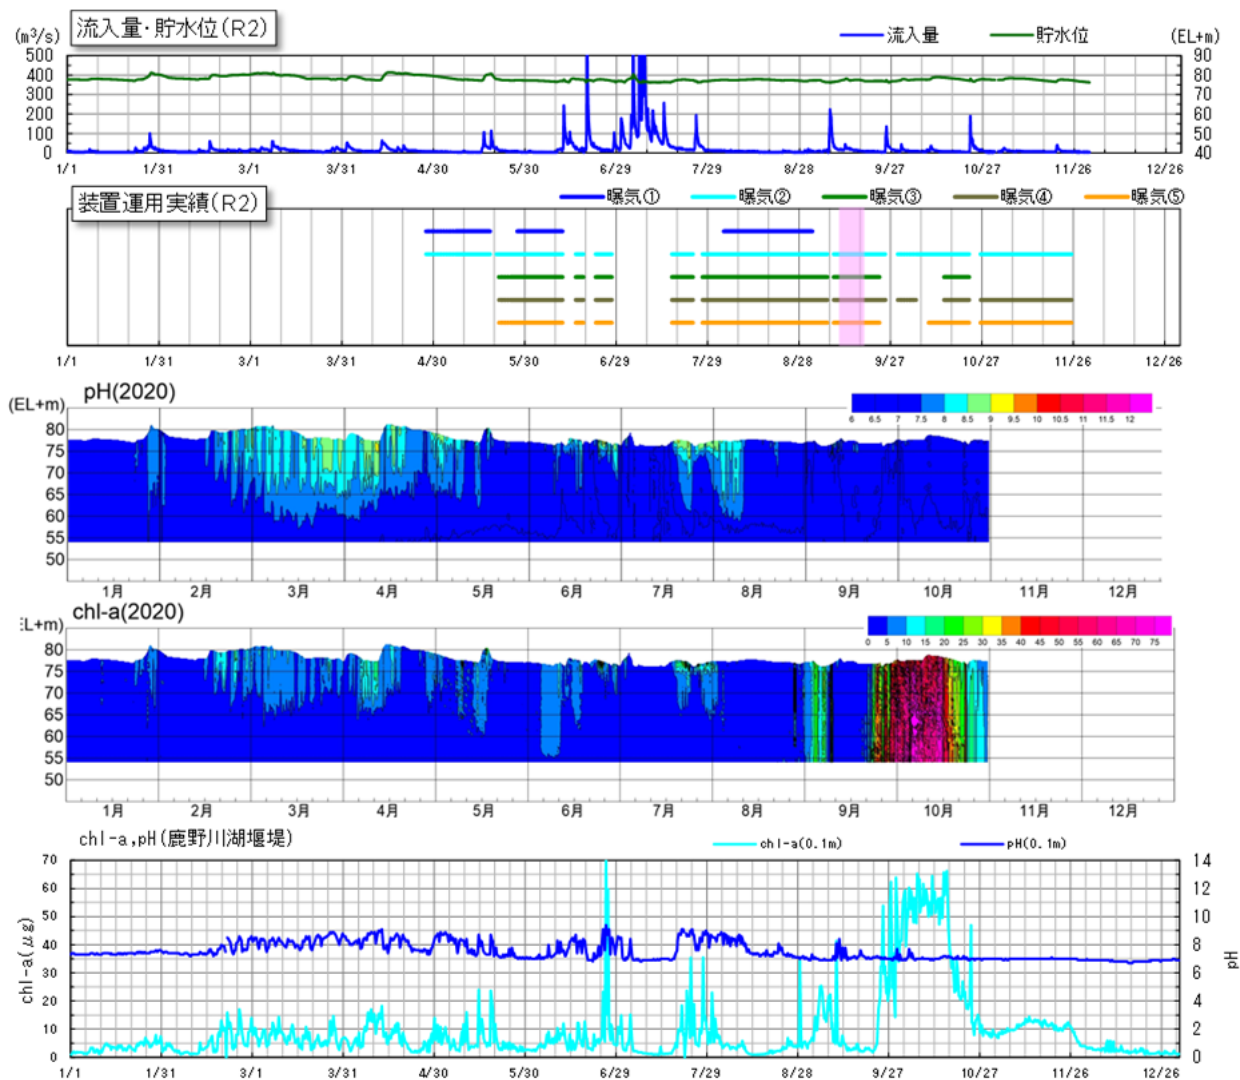 流入量・貯水位(R2)
(m³/s)
流入量
貯水位
(EL+m)
500
400
300
200
100
0
90
80
70
60
50
40
1/1 1/31 3/1 3/31 4/30 5/30 6/29 7/29 8/28 9/27 10/27 11/26 12/26
装置運用実績(R2)
曝気① 曝気② 曝気③ 曝気④ 曝気⑤
1/1 1/31 3/1 3/31 4/30 5/30 6/29 7/29 8/28 9/27 10/27 11/26 12/26
pH(2020)
(EL+m)
6 6.5 7 7.5 8 8.5 9 9.5 10 10.5 11 11.5 12
80
75
70
65
60
55
50
1月 2月 3月 4月 5月 6月 7月 8月 9月 10月 11月 12月
chl-a(2020)
:L+m)
0 5 10 15 20 25 30 35 40 45 50 55 60 65 70 75
80
75
70
65
60
55
50
1月 2月 3月 4月 5月 6月 7月 8月 9月 10月 11月 12月
chl-a,pH(鹿野川湖堰堤)
chl-a(0.1m)
pH(0.1m)
chl-a(μg)
70
60
50
40
30
20
10
0
14
12
10
8
6
4
2
0
pH
1/1 1/31 3/1 3/31 4/30 5/30 6/29 7/29 8/28 9/27 10/27 11/26 12/26